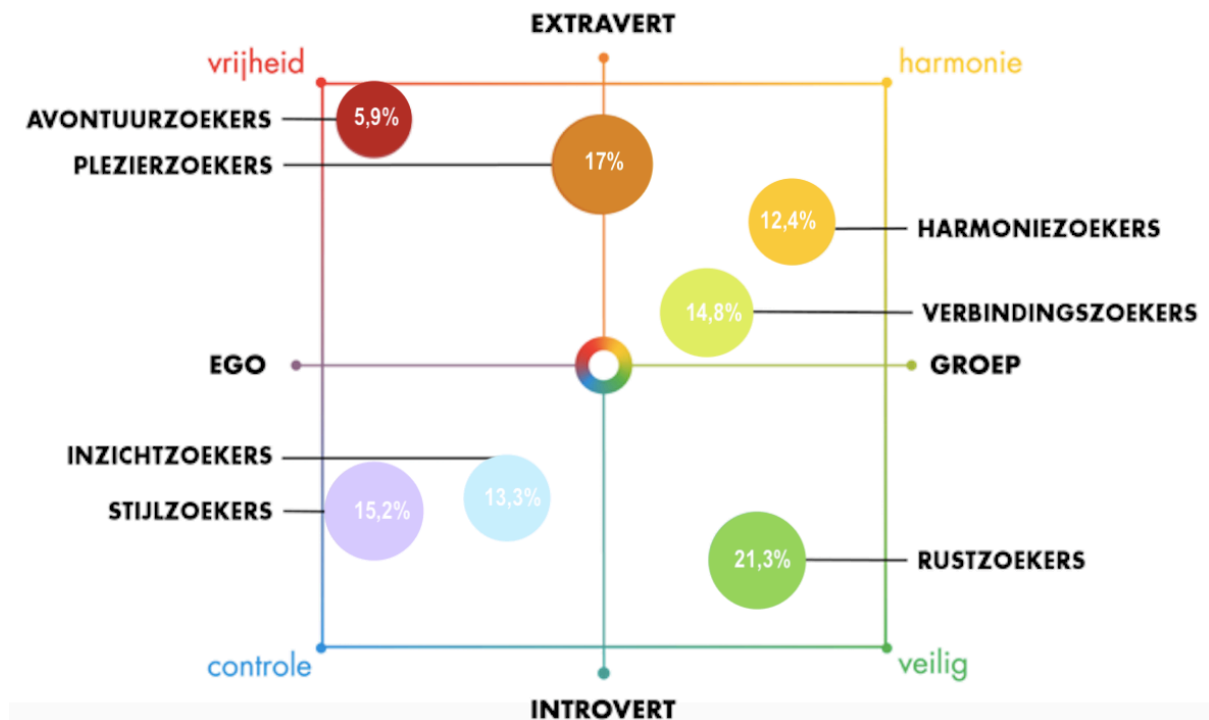 EXTRAVERT
vrijheid
harmonie
AVONTUURZOEKERS
5,9%
PLEZIERZOEKERS
17%
12,4%
HARMONIEZOEKERS
14,8%
VERBINDINGSZOEKERS
EGO
GROEP
INZICHTZOEKERS
13,3%
STIJLZOEKERS
15,2%
21,3%
RUSTZOEKERS
controle
veilig
INTROVERT